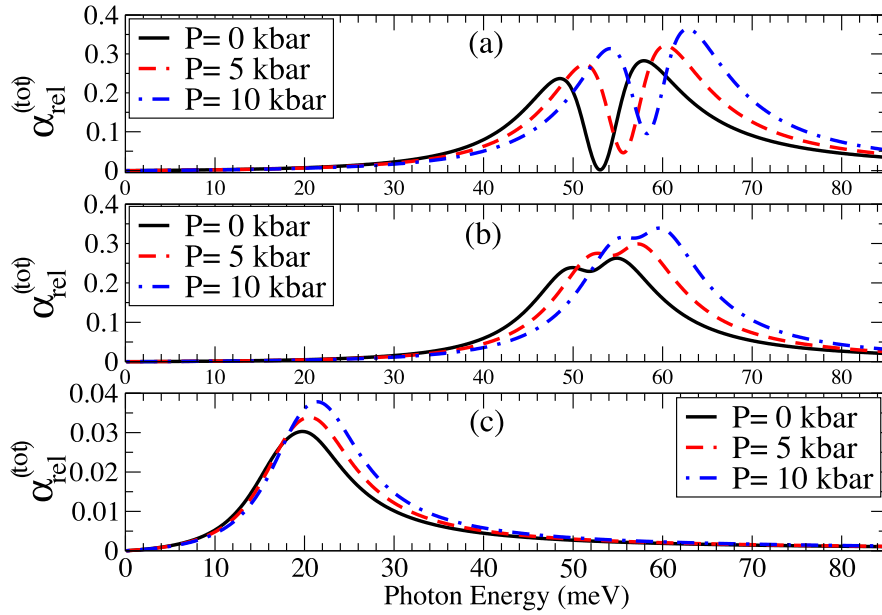 0.4
0.3
0.2
0.1
0
α_rel^(tot)
P= 0 kbar
P= 5 kbar
P= 10 kbar
(a)
0 10 20 30 40 50 60 70 80
0.4
0.3
0.2
0.1
0
α_rel^(tot)
P= 0 kbar
P= 5 kbar
P= 10 kbar
(b)
0 10 20 30 40 50 60 70 80
0.04
0.03
0.02
0.01
0
α_rel^(tot)
(c)
P= 0 kbar
P= 5 kbar
P= 10 kbar
0 10 20 30 40 50 60 70 80
Photon Energy (meV)